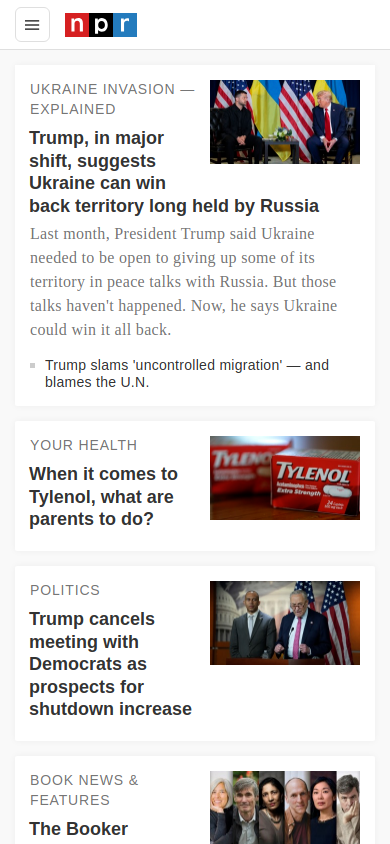 npr
UKRAINE INVASION —
EXPLAINED
Trump, in major
shift, suggests
Ukraine can win
back territory long held by Russia
Last month, President Trump said Ukraine
needed to be open to giving up some of its
territory in peace talks with Russia. But those
talks haven't happened. Now, he says Ukraine
could win it all back.
Trump slams 'uncontrolled migration' — and
blames the U.N.
YOUR HEALTH
When it comes to
Tylenol, what are
parents to do?
TYLENOL
TYLENOL
Extra Strength
POLITICS
Trump cancels
meeting with
Democrats as
prospects for
shutdown increase
BOOK NEWS &
FEATURES
The Booker